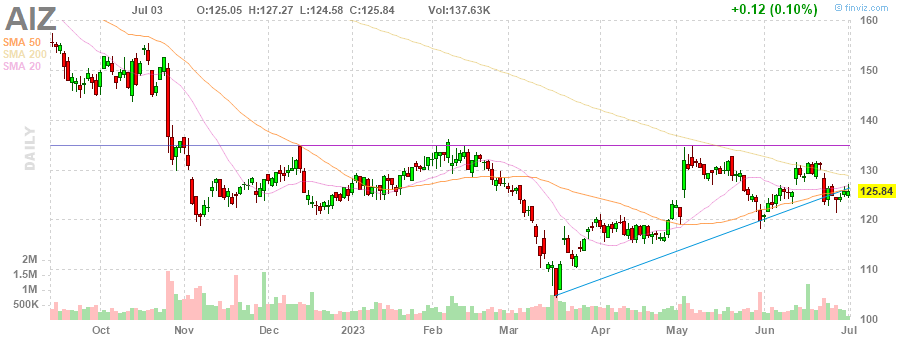 AIZ Jul 03 O:125.05 H:127.27 L:124.58 C:125.84 Vol:137.63K +0.12 (0.10%) © finviz.com
SMA 50
SMA 200
SMA 20
DAILY
160
150
140
130
125.84
120
110
100
2M
1.5M
1M
500K
Oct Nov Dec 2023 Feb Mar Apr May Jun Jul